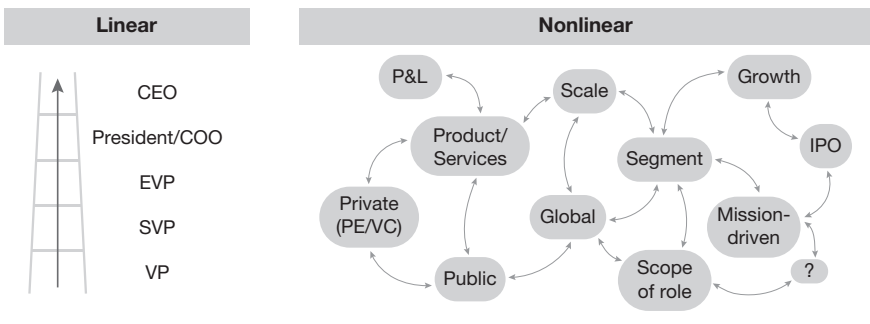 Linear
Nonlinear
CEO
President/COO
EVP
SVP
VP
P&L
Scale
Growth
Product/
Services
Segment
IPO
Private
(PE/VC)
Global
Mission-
driven
Public
Scope
of role
?